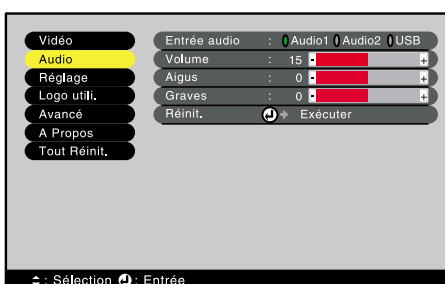 Vidéo
Audio
Réglage
Logo utili.
Avancé
A Propos
Tout Réinit.
Entrée audio : Audio1 Audio2 USB
Volume : 15 - +
Aigus : 0 - +
Graves : 0 - +
Réinit. Exécuter
: Sélection : Entrée